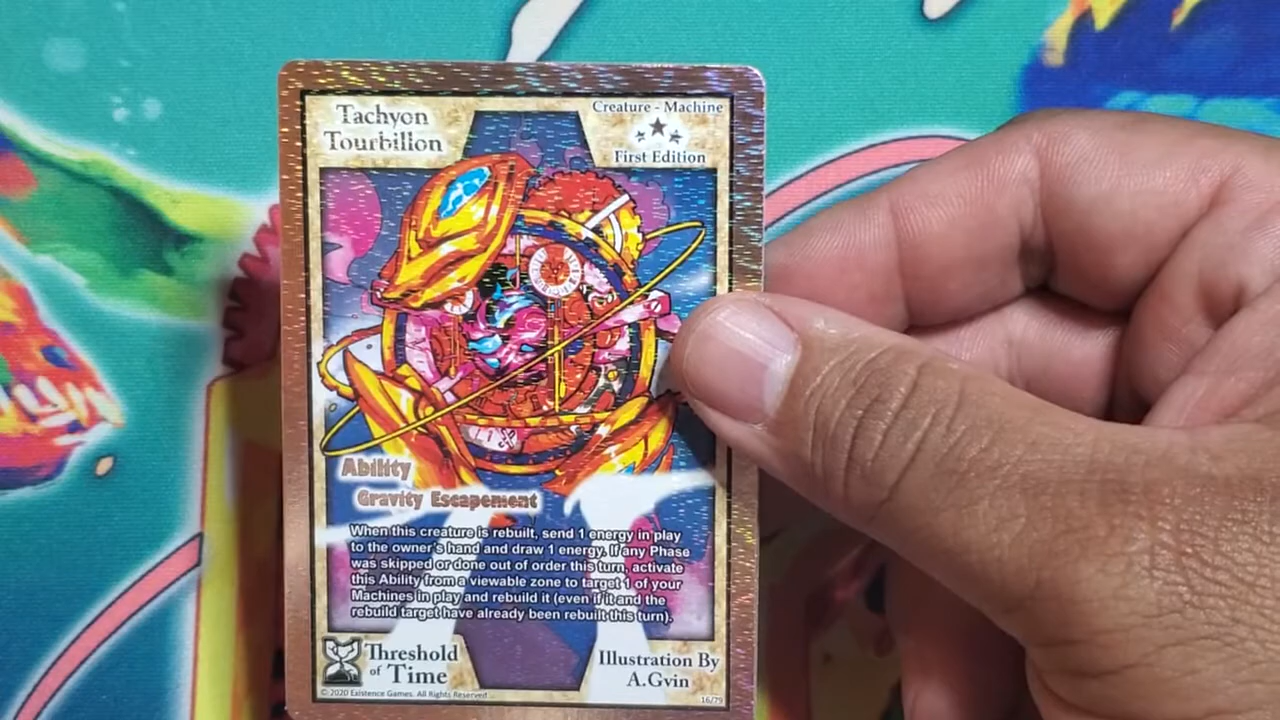 Tachyon
Tourbillon
Creature - Machine
First Edition
Ability
Gravity Escapement
When this creature is rebuilt, send 1 energy in play
to the owner's hand and draw 1 energy. If any Phase
was skipped or done out of order this turn, activate
this Ability from a viewable zone to target 1 of your
Machines in play and rebuild it (even if it and the
rebuild target have already been rebuilt this turn).
Threshold
of Time
Illustration By
A.Gvin
© 2020 Existence Games. All Rights Reserved
16/79